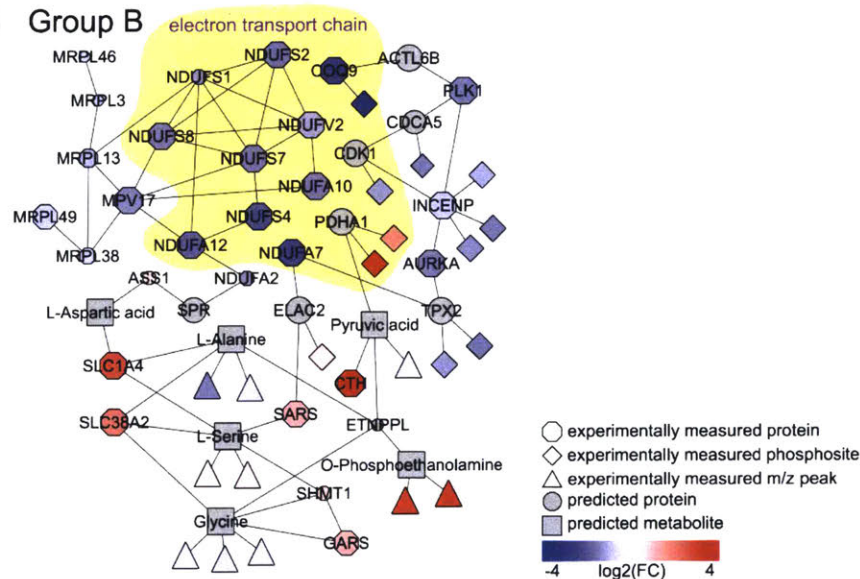 Group B
electron transport chain
MRPL46
NDUFS2
ACTL6B
NDUFS1
COQ9
MRPL3
PLK1
NDUFS8
NDUFV2
CDCA5
MRPL13
NDUFS7
CDK1
MPV17
NDUFA10
INCENP
MRPL49
NDUFS4
PDHA1
MRPL38
NDUFA12
NDUFA7
AURKA
ASS1
NDUFA2
L-Aspartic acid
SPR
ELAC2
Pyruvic acid
TPX2
L-Alanine
SLC1A4
CTH
SLC38A2
SARS
ETNPPL
L-Serine
O-Phosphoethanolamine
SHMT1
Glycine
GARS
experimentally measured protein
experimentally measured phosphosite
experimentally measured m/z peak
predicted protein
predicted metabolite
-4 log2(FC) 4